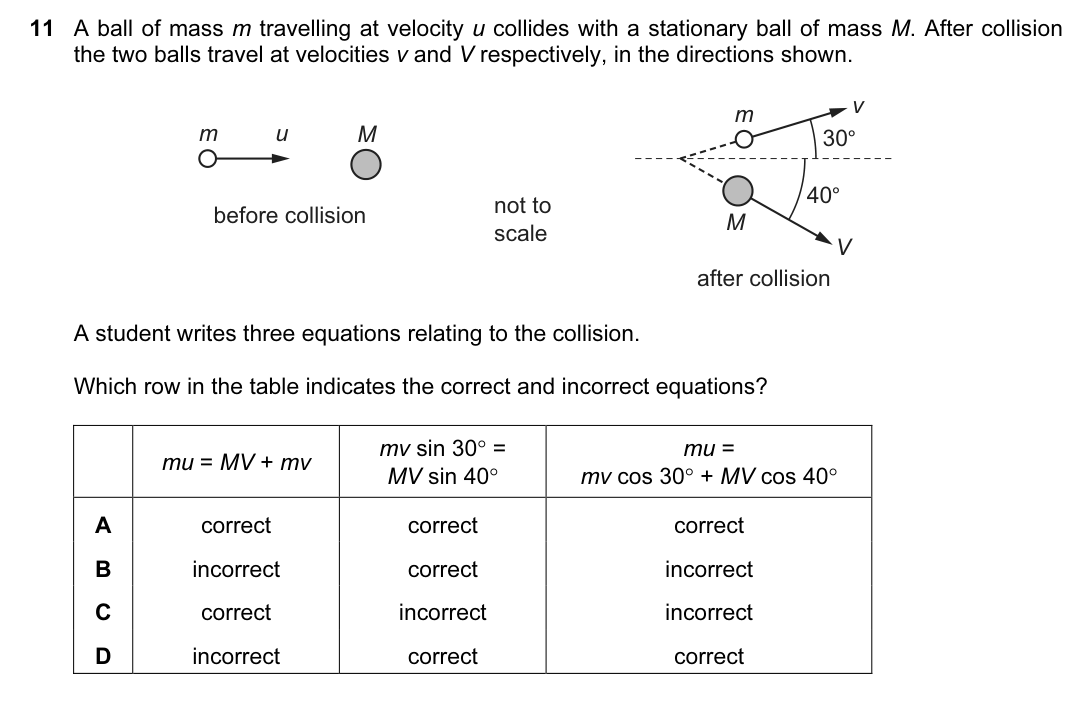 11 A ball of mass m travelling at velocity u collides with a stationary ball of mass M. After collision
the two balls travel at velocities v and V respectively, in the directions shown.
m u M
before collision
not to
scale
m v
30°
40°
M
V
after collision
A student writes three equations relating to the collision.
Which row in the table indicates the correct and incorrect equations?
mu = MV + mv
mv sin 30° =
MV sin 40°
mu =
mv cos 30° + MV cos 40°
A correct correct correct
B incorrect correct incorrect
C correct incorrect incorrect
D incorrect correct correct